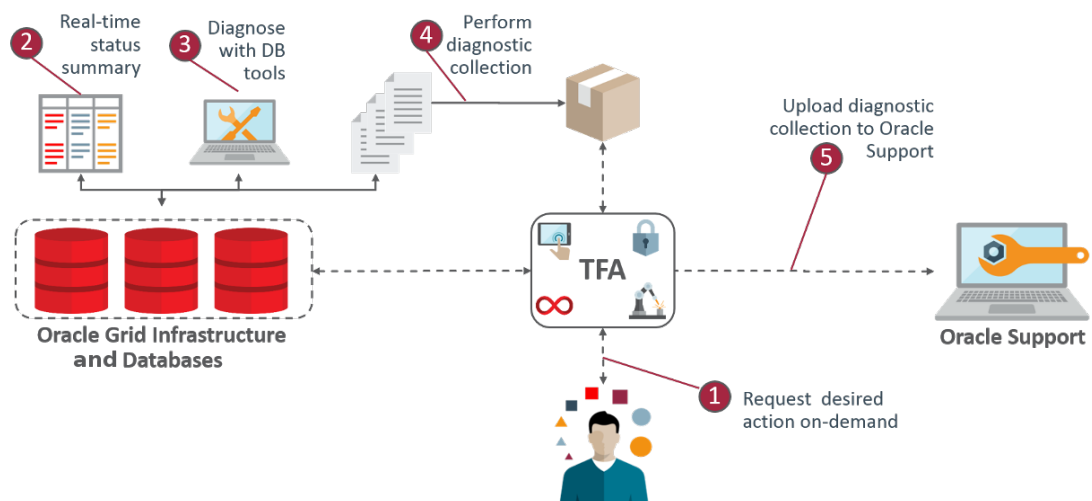 2
Real-time
status
summary
3
Diagnose
with DB
tools
4
Perform
diagnostic
collection
Upload diagnostic
collection to Oracle
Support
5
TFA
Oracle Grid Infrastructure
and Databases
Oracle Support
1
Request desired
action on-demand